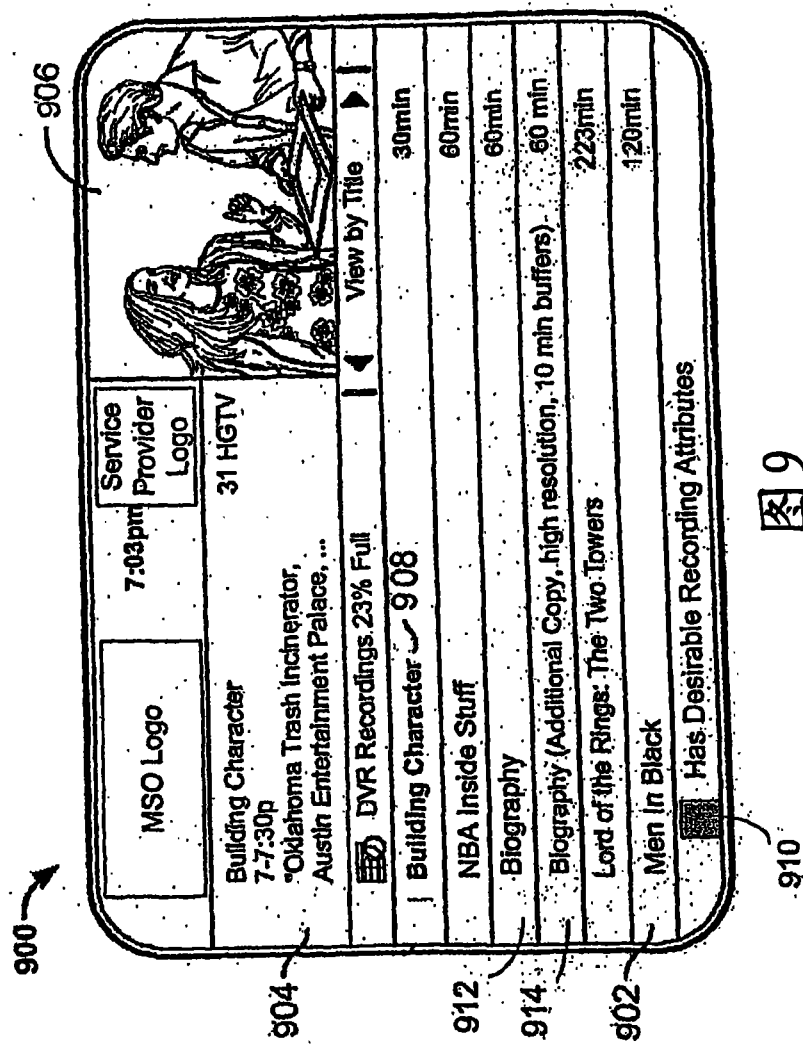 900
906
MSO Logo
7:03pm
Service
Provider
Logo
Building Character
7-7:30p
"Oklahoma Trash Incinerator,
Austin Entertainment Palace, ...
31 HGTV
904
DVR Recordings 23% Full
View by Title
Building Character 908
30min
NBA Inside Stuff
60min
912
Biography
60min
914
Biography (Additional Copy, high resolution, 10 min buffers)
60 min
Lord of the Rings: The Two Towers
223min
902
Men In Black
120min
910
Has Desirable Recording Attributes
图 9